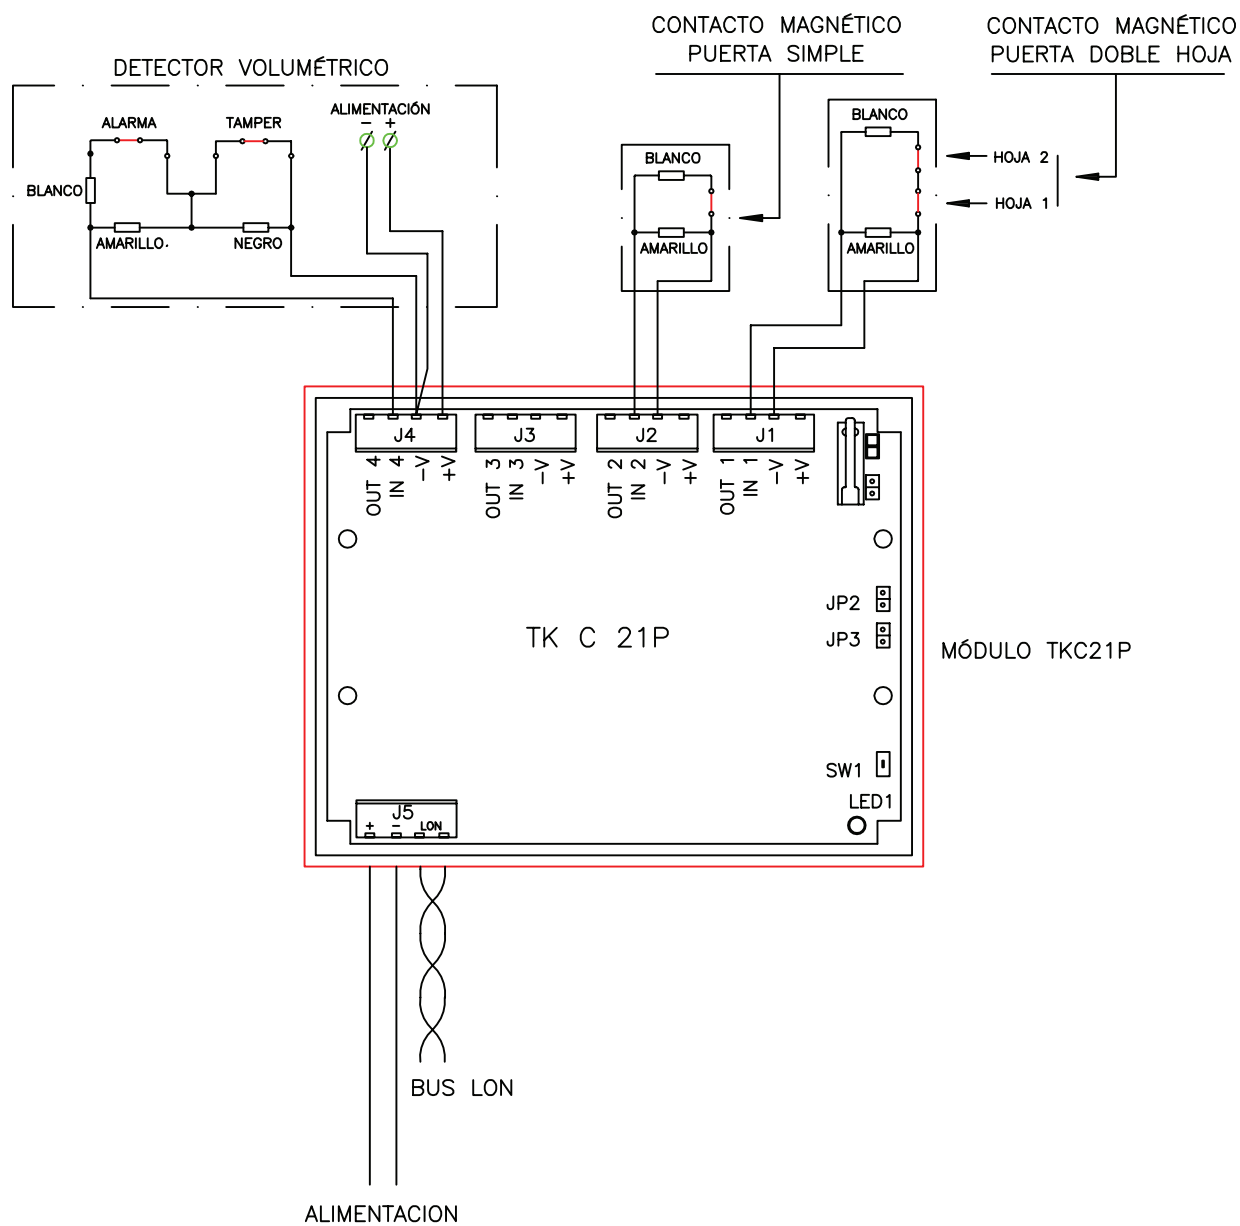 CONTACTO MAGNÉTICO
PUERTA SIMPLE
CONTACTO MAGNÉTICO
PUERTA DOBLE HOJA
DETECTOR VOLUMÉTRICO
ALARMA
TAMPER
ALIMENTACIÓN
- +
BLANCO
AMARILLO.
NEGRO
BLANCO
AMARILLO
BLANCO
AMARILLO
HOJA 2
HOJA 1
J4
J3
J2
J1
OUT 4
IN 4
-V
+V
OUT 3
IN 3
-V
+V
OUT 2
IN 2
-V
+V
OUT 1
IN 1
-V
+V
JP2
JP3
TK C 21P
MÓDULO TKC21P
SW1
LED1
J5
+ - LON
BUS LON
ALIMENTACION